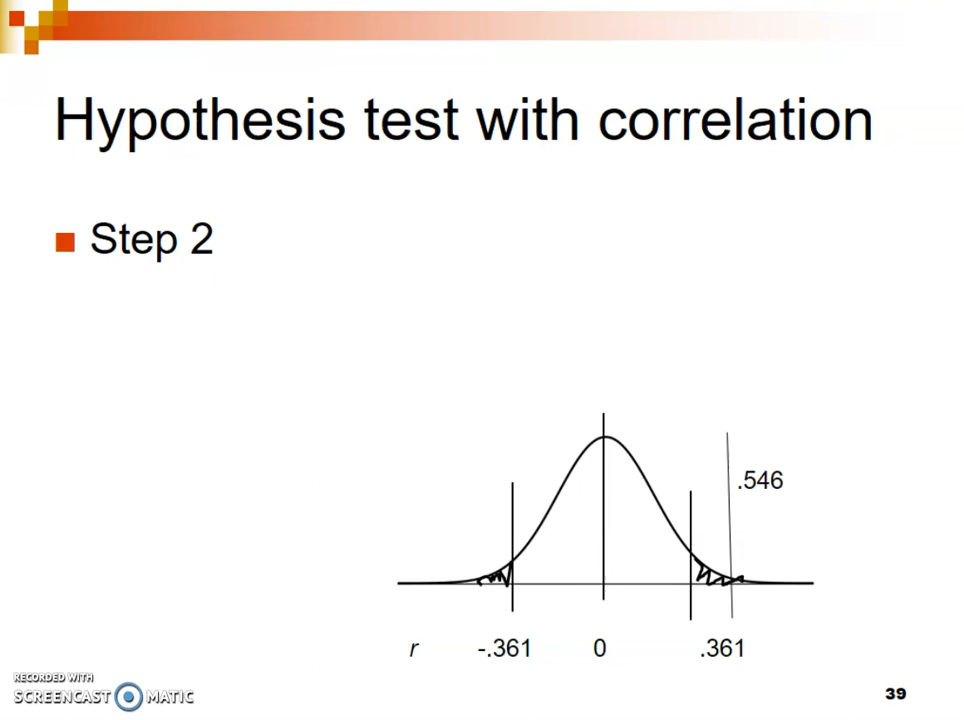 Hypothesis test with correlation
Step 2
.546
r -.361 0 .361
RECORDED WITH
SCREENCAST MATIC
39